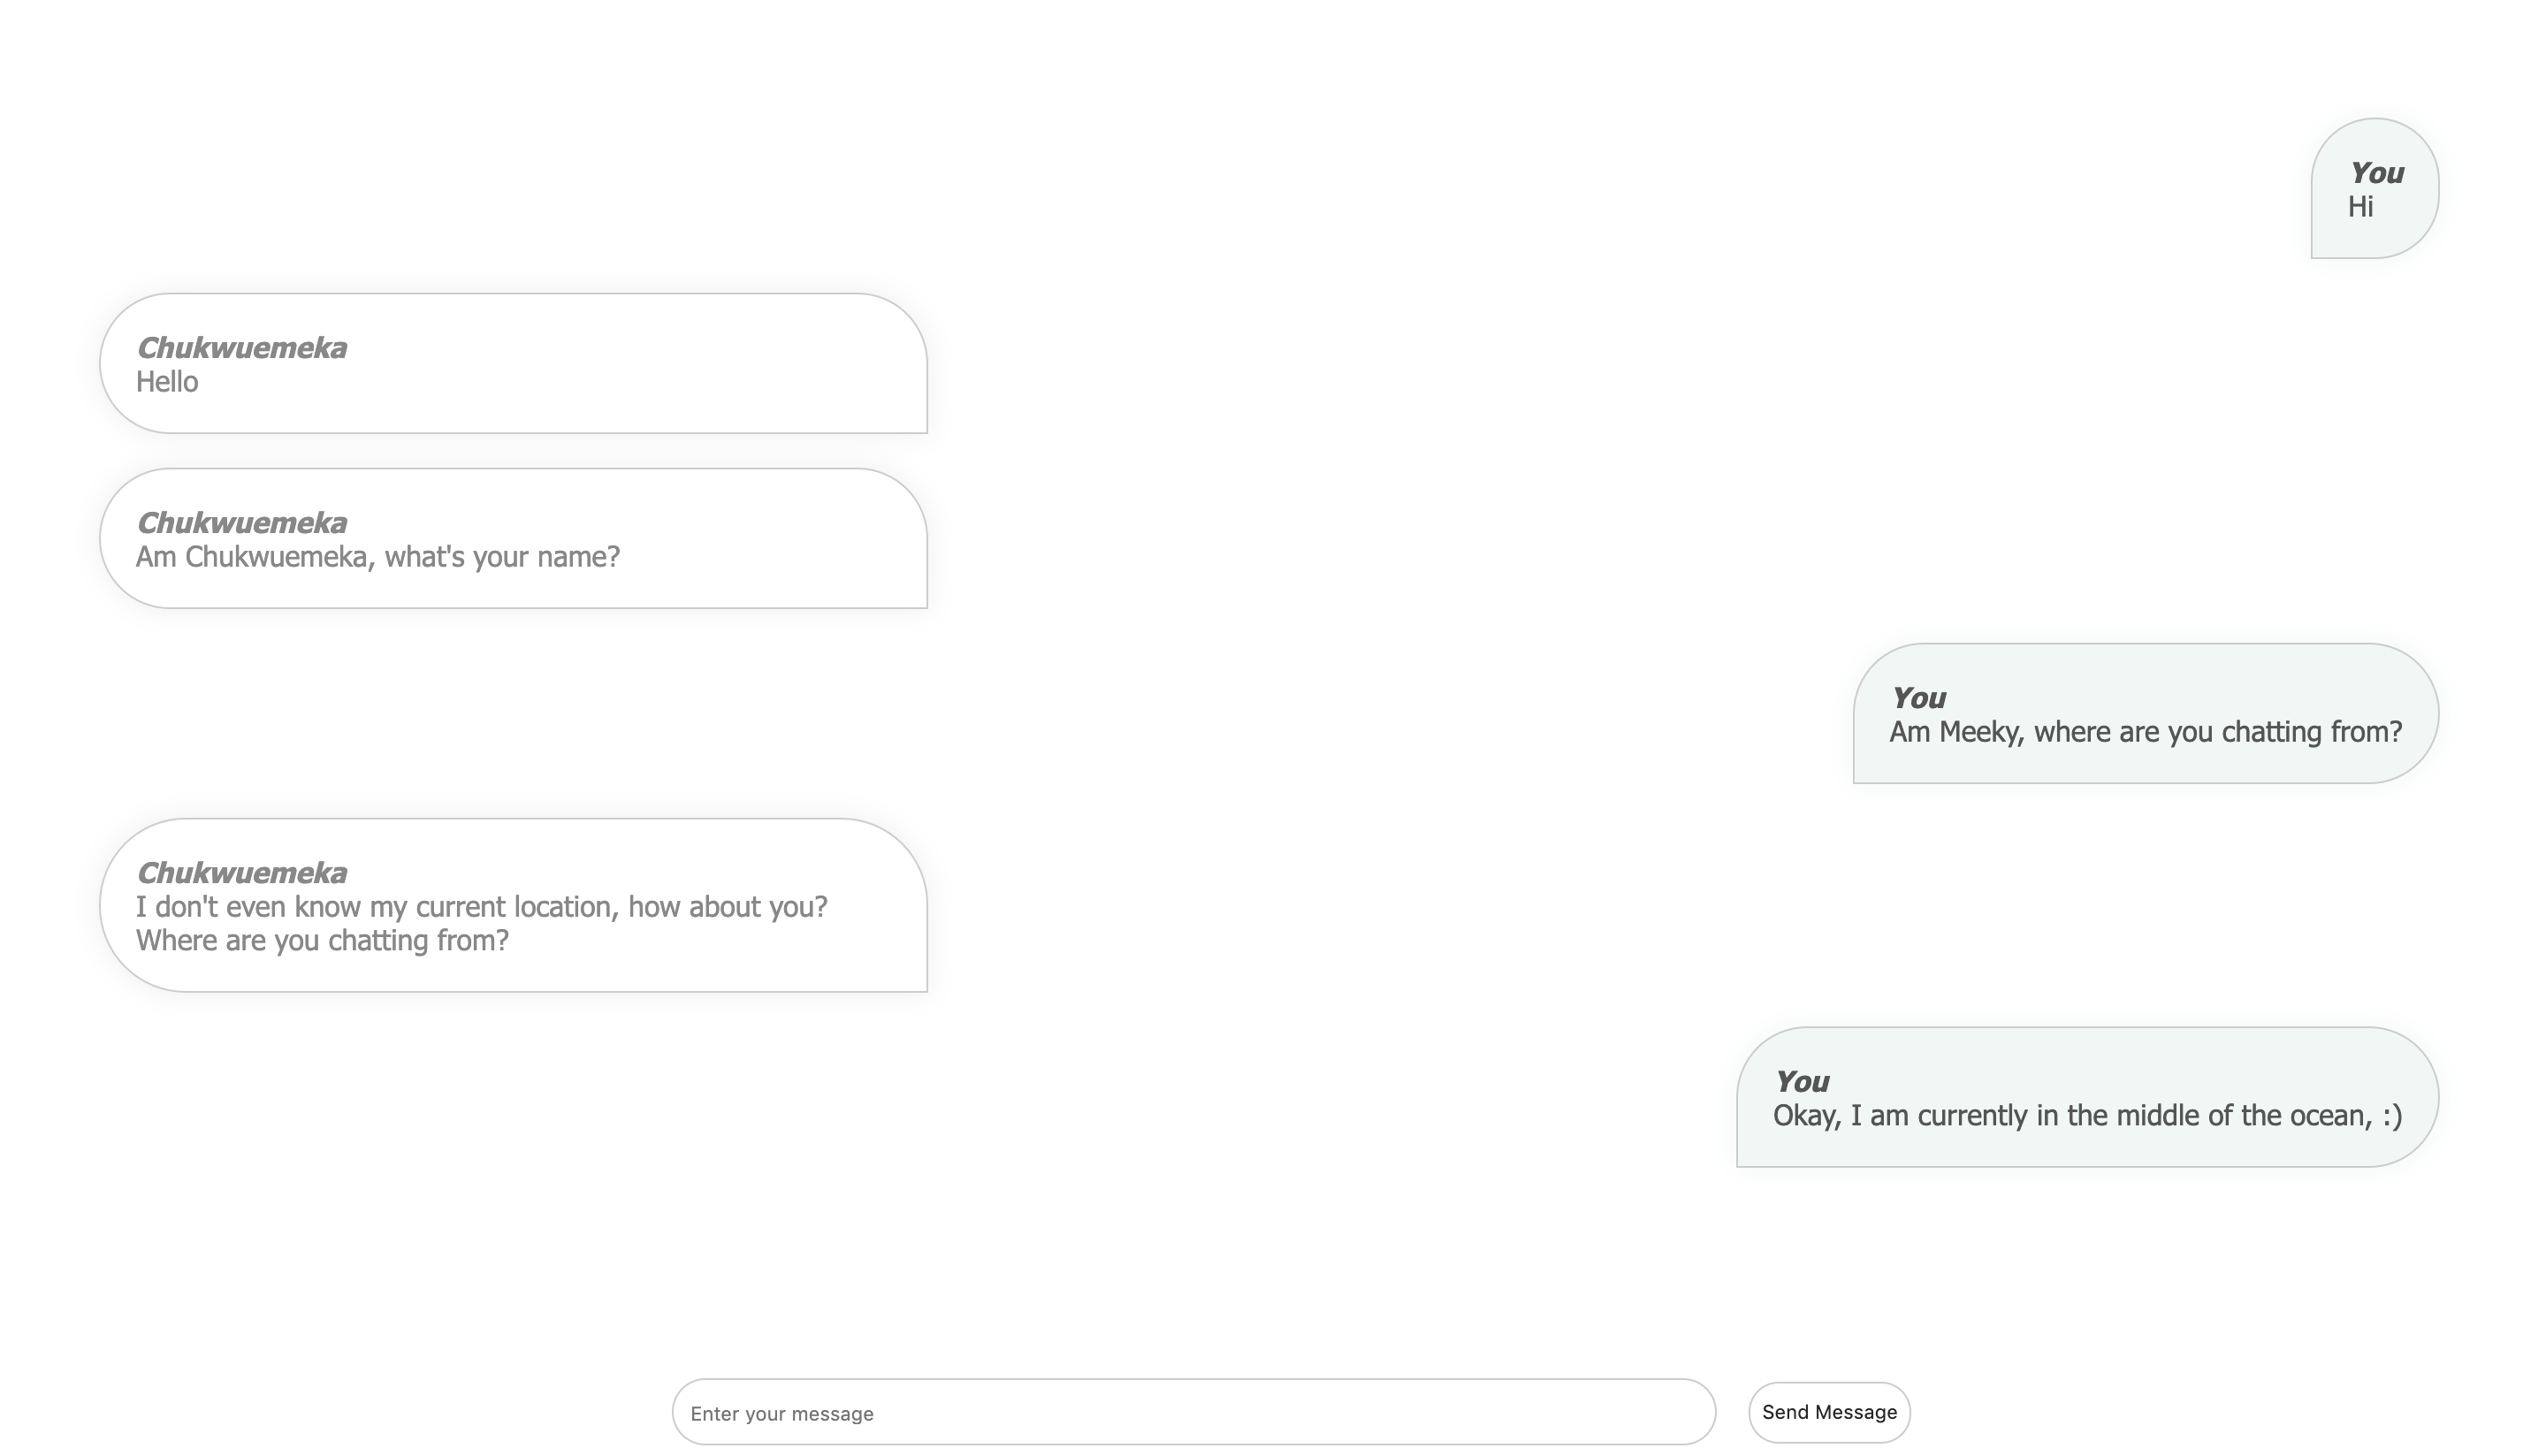 You
Hi
Chukwuemeka
Hello
Chukwuemeka
Am Chukwuemeka, what's your name?
You
Am Meeky, where are you chatting from?
Chukwuemeka
I don't even know my current location, how about you?
Where are you chatting from?
You
Okay, I am currently in the middle of the ocean, :)
Enter your message
Send Message